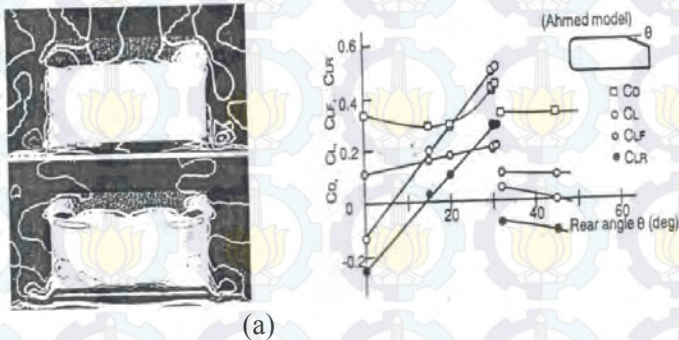 (Ahmed model)
θ
0.6
0.4
0.2
0
-0.2
CD, CL, CLF, CLR
CD
CL
CLF
CLR
20
40
60
Rear angle θ (deg)
(a)